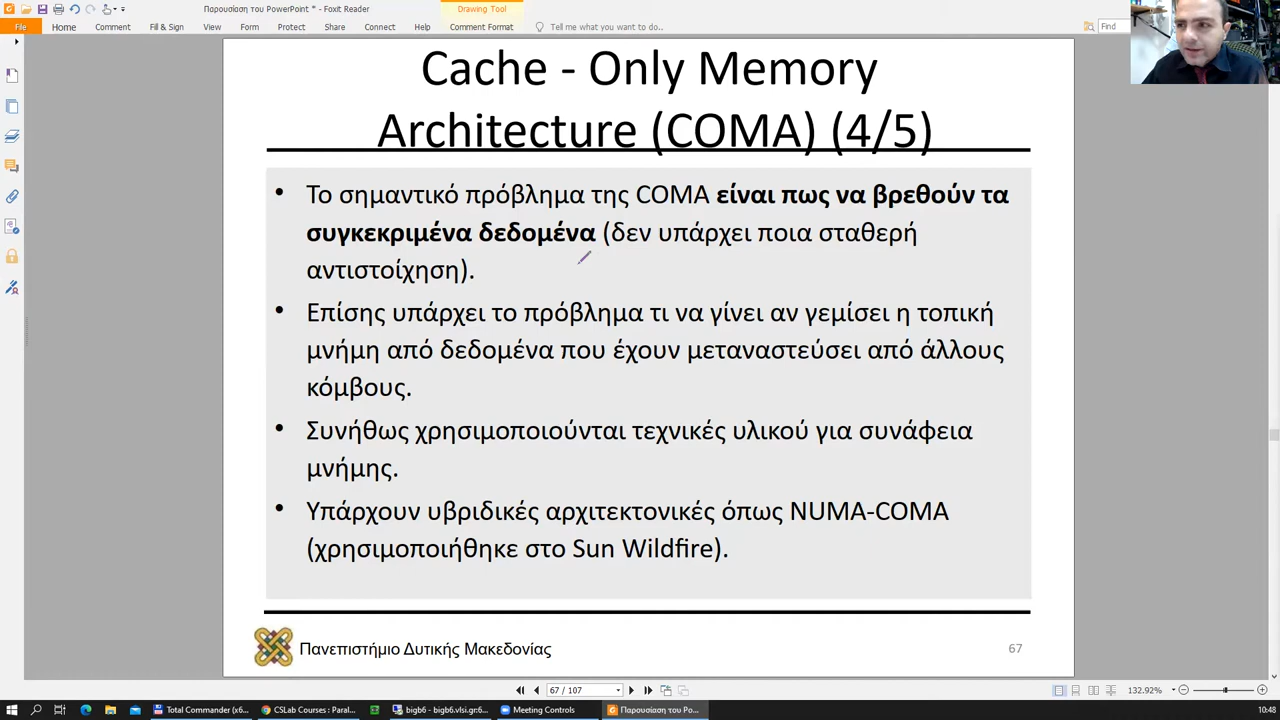 Παρουσίαση του PowerPoint * - Foxit Reader
Drawing Tool
File Home Comment Fill & Sign View Form Protect Share Connect Help Comment Format Tell me what you want to do.. Find
Cache - Only Memory
Architecture (COMA) (4/5)
• Το σημαντικό πρόβλημα της COMA είναι πως να βρεθούν τα
συγκεκριμένα δεδομένα (δεν υπάρχει ποια σταθερή
αντιστοίχηση).
• Επίσης υπάρχει το πρόβλημα τι να γίνει αν γεμίσει η τοπική
μνήμη από δεδομένα που έχουν μεταναστεύσει από άλλους
κόμβους.
• Συνήθως χρησιμοποιούνται τεχνικές υλικού για συνάφεια
μνήμης.
• Υπάρχουν υβριδικές αρχιτεκτονικές όπως NUMA-COMA
(χρησιμοποιήθηκε στο Sun Wildfire).
Πανεπιστήμιο Δυτικής Μακεδονίας
67
67 / 107
132.92%
Total Commander (x6... CSLab Courses : Paral... bigb6 - bigb6.vlsi.gr:6... Meeting Controls Παρουσίαση του Po... 10:48